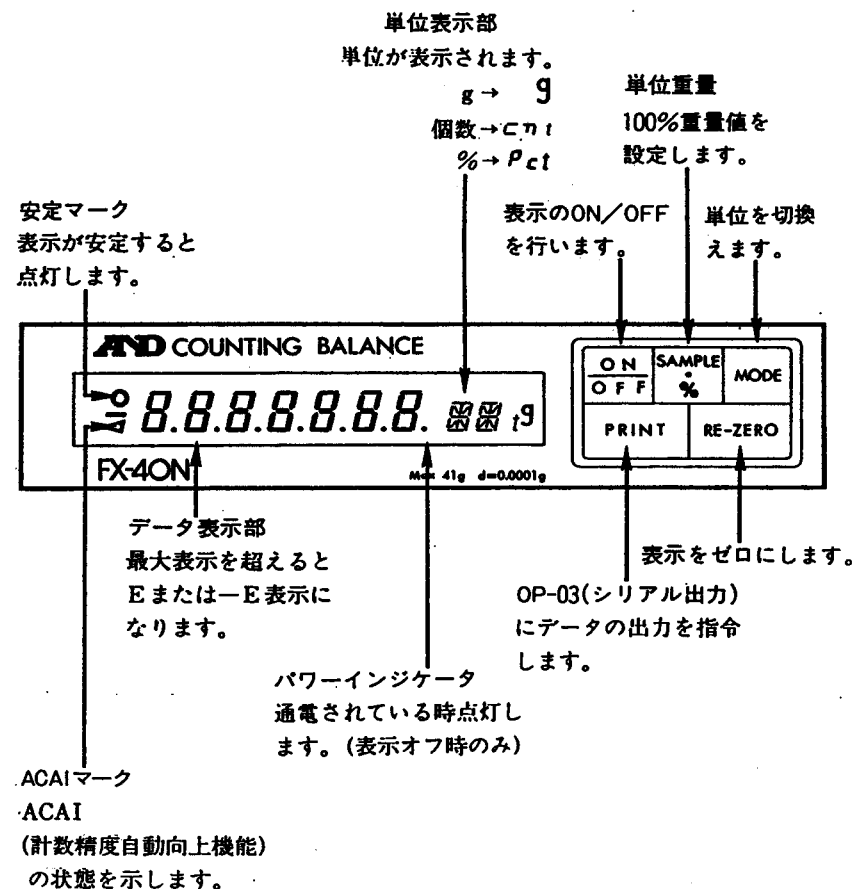 単位表示部
単位が表示されます。
g→ g
個数→cnt
%→Pct
単位重量
100%重量値を
設定します。
安定マーク
表示が安定すると
点灯します。
表示のON/OFF
を行います。
単位を切換
えます。
AND COUNTING BALANCE
8.8.8.8.8.8.8. tg
FX-40N
Max 41g d=0.0001g
ON
OFF
SAMPLE
%
MODE
PRINT
RE-ZERO
データ表示部
最大表示を超えると
Eまたは—E表示に
なります。
表示をゼロにします。
OP-03(シリアル出力)
にデータの出力を指令
します。
パワーインジケータ
通電されている時点灯し
ます。(表示オフ時のみ)
ACAIマーク
ACAI
(計数精度自動向上機能)
の状態を示します。